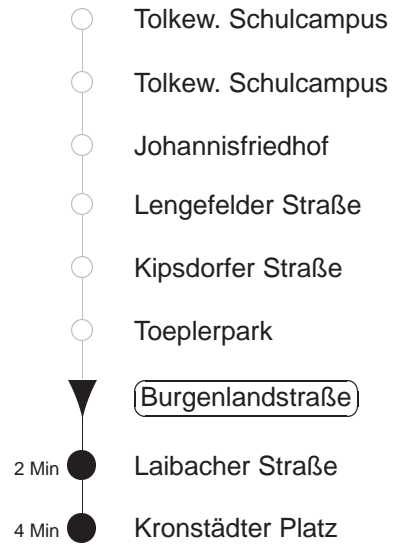 Tolkew. Schulcampus
Tolkew. Schulcampus
Johannisfriedhof
Lengefelder Straße
Kipsdorfer Straße
Toeplerpark
Burgenlandstraße
2 Min Laibacher Straße
4 Min Kronstädter Platz